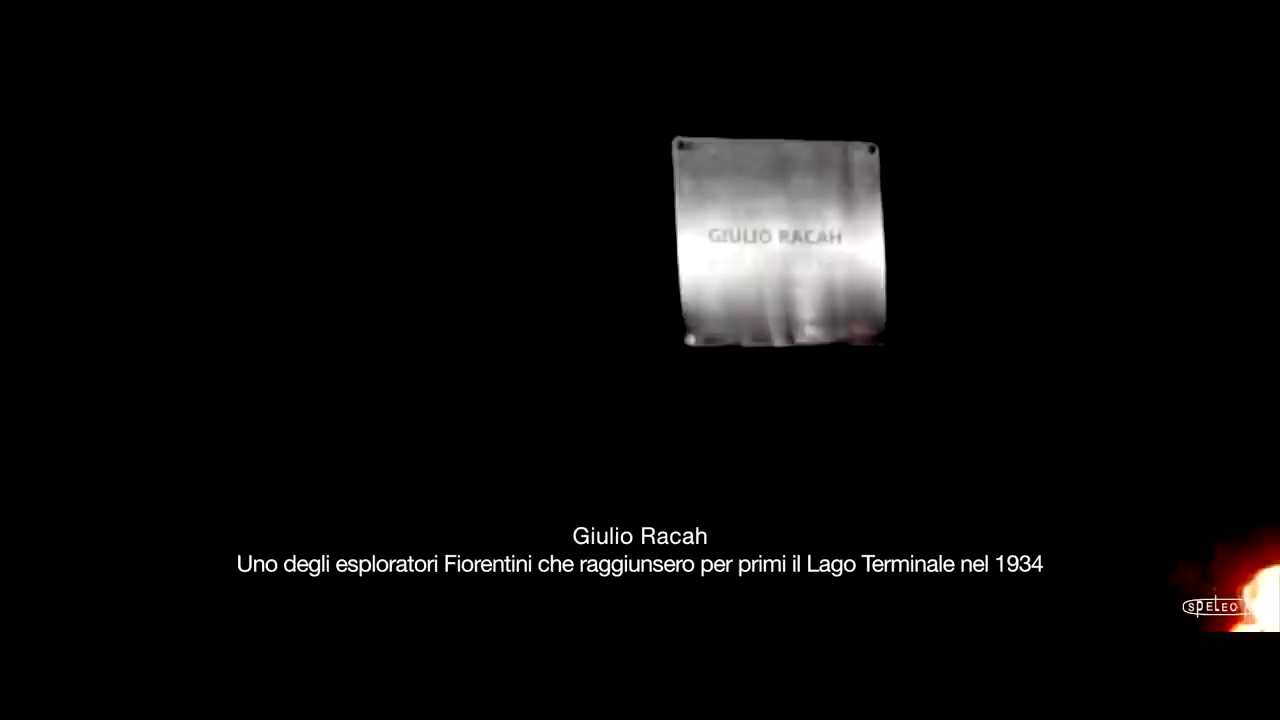 GIULIO RACAH
Giulio Racah
Uno degli esploratori Fiorentini che raggiunsero per primi il Lago Terminale nel 1934
SPELEO